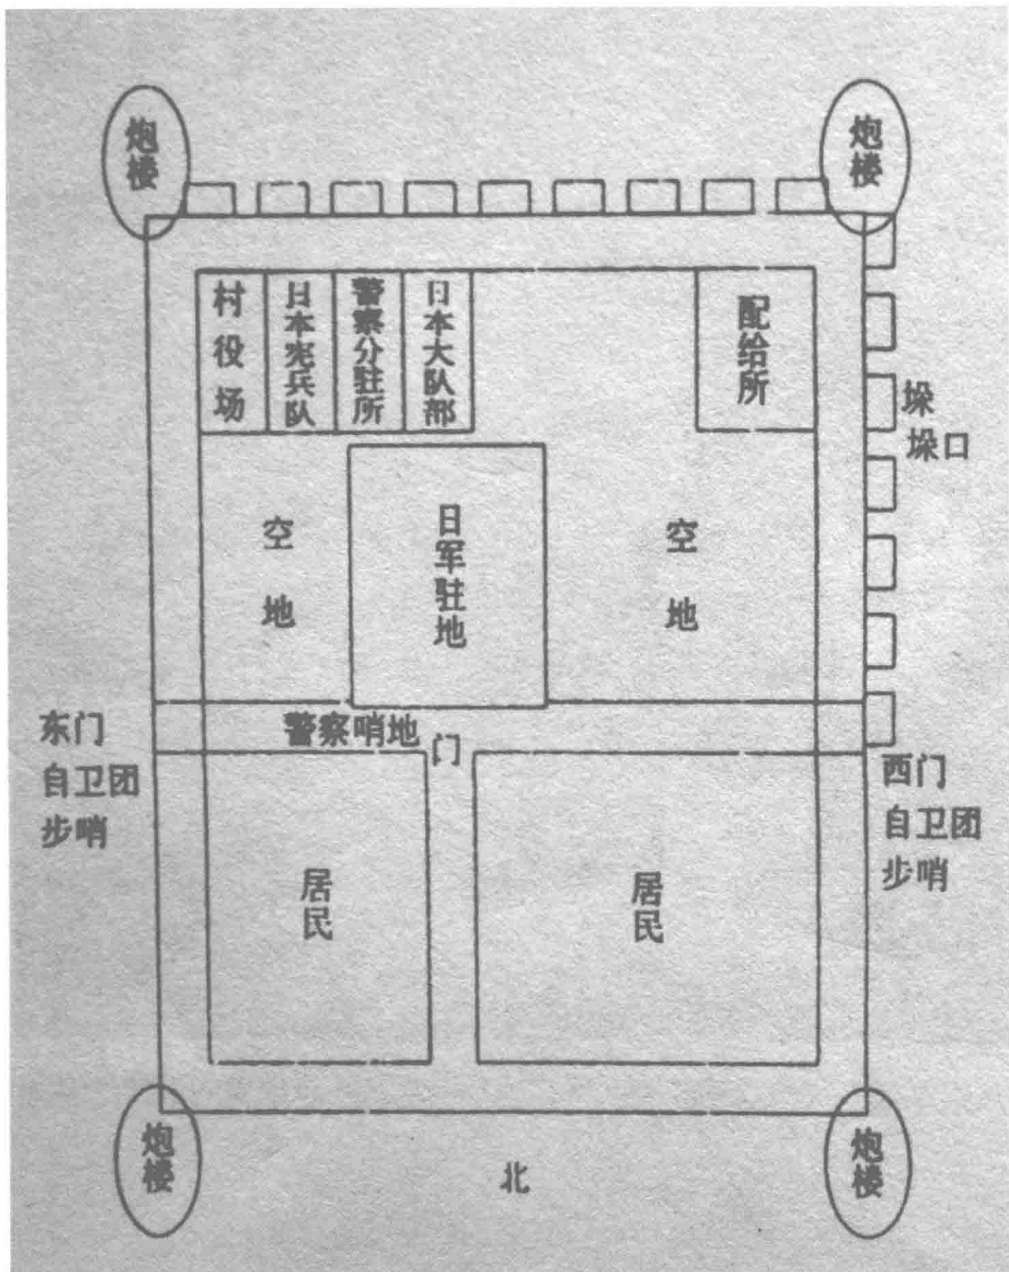 炮楼
炮楼
村役场
日本宪兵队
警察分驻所
日本大队部
配给所
垛
垛口
空地
日军驻地
空地
东门
自卫团
步哨
警察哨地
门
西门
自卫团
步哨
居民
居民
炮楼
炮楼
北